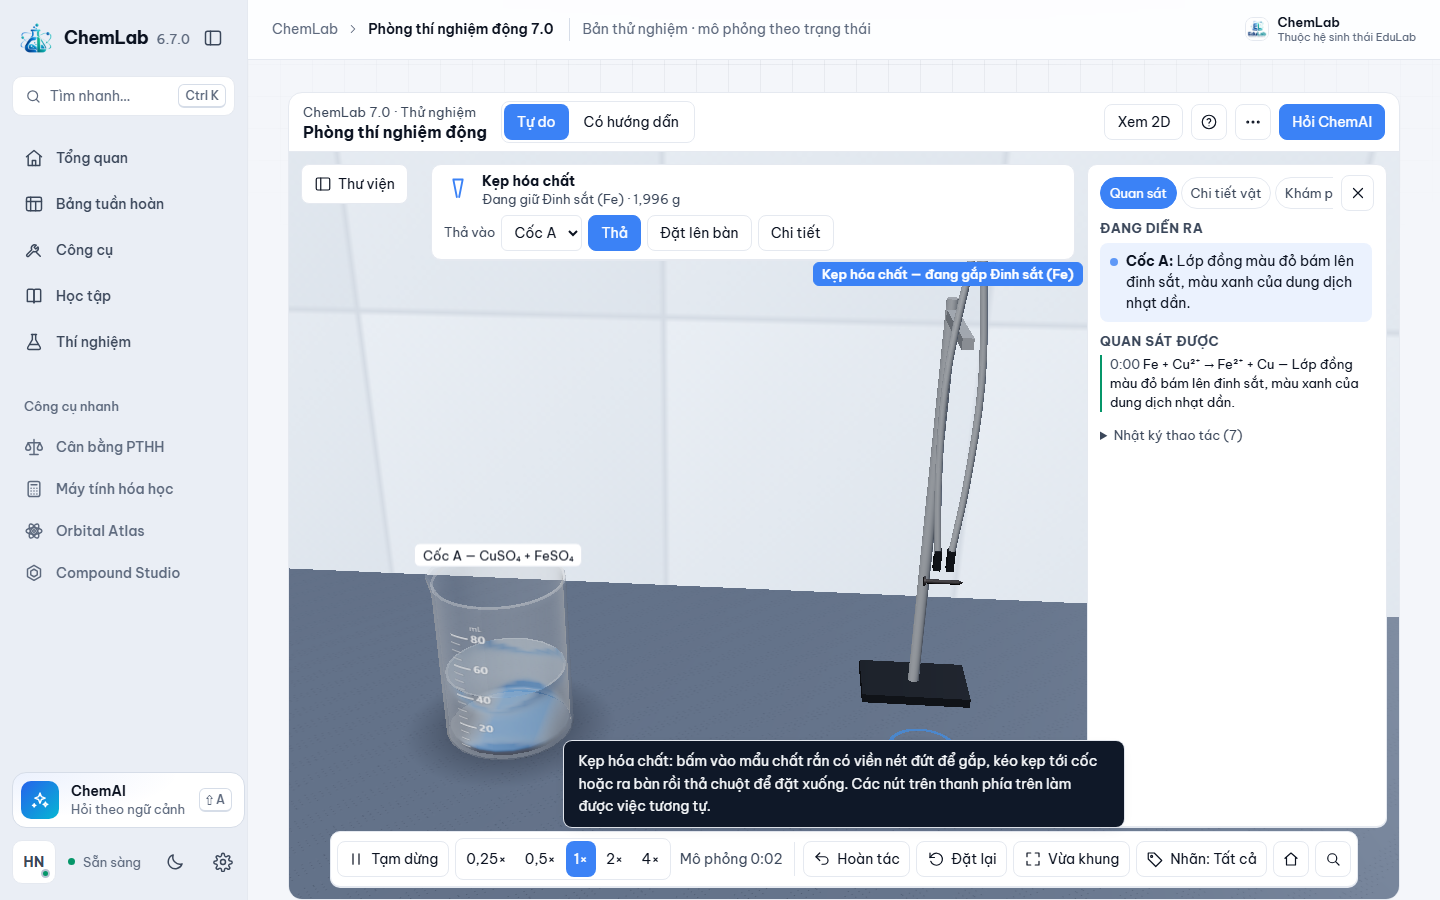 ChemLab 6.7.0
Tìm nhanh... Ctrl K
Tổng quan
Bảng tuần hoàn
Công cụ
Học tập
Thí nghiệm
Công cụ nhanh
Cân bằng PTHH
Máy tính hóa học
Orbital Atlas
Compound Studio
ChemAI
Hỏi theo ngữ cảnh
⇧A
HN Sẵn sàng
ChemLab > Phòng thí nghiệm động 7.0 Bản thử nghiệm · mô phỏng theo trạng thái
ChemLab
Thuộc hệ sinh thái EduLab
ChemLab 7.0 · Thử nghiệm
Phòng thí nghiệm động
Tự do Có hướng dẫn
Xem 2D
Hỏi ChemAI
Thư viện
Kẹp hóa chất
Đang giữ Đinh sắt (Fe) · 1,996 g
Thả vào Cốc A Thả Đặt lên bàn Chi tiết
Kẹp hóa chất — đang gắp Đinh sắt (Fe)
Cốc A — CuSO₄ + FeSO₄
mL
80
60
40
20
Quan sát Chi tiết vật Khám p
ĐANG DIỄN RA
Cốc A: Lớp đồng màu đỏ bám lên
đinh sắt, màu xanh của dung dịch
nhạt dần.
QUAN SÁT ĐƯỢC
0:00 Fe + Cu²⁺ → Fe²⁺ + Cu — Lớp đồng
màu đỏ bám lên đinh sắt, màu xanh của
dung dịch nhạt dần.
Nhật ký thao tác (7)
Kẹp hóa chất: bấm vào mẩu chất rắn có viền nét đứt để gắp, kéo kẹp tới cốc
hoặc ra bàn rồi thả chuột để đặt xuống. Các nút trên thanh phía trên làm
được việc tương tự.
Tạm dừng 0,25× 0,5× 1× 2× 4× Mô phỏng 0:02 Hoàn tác Đặt lại Vừa khung Nhãn: Tất cả